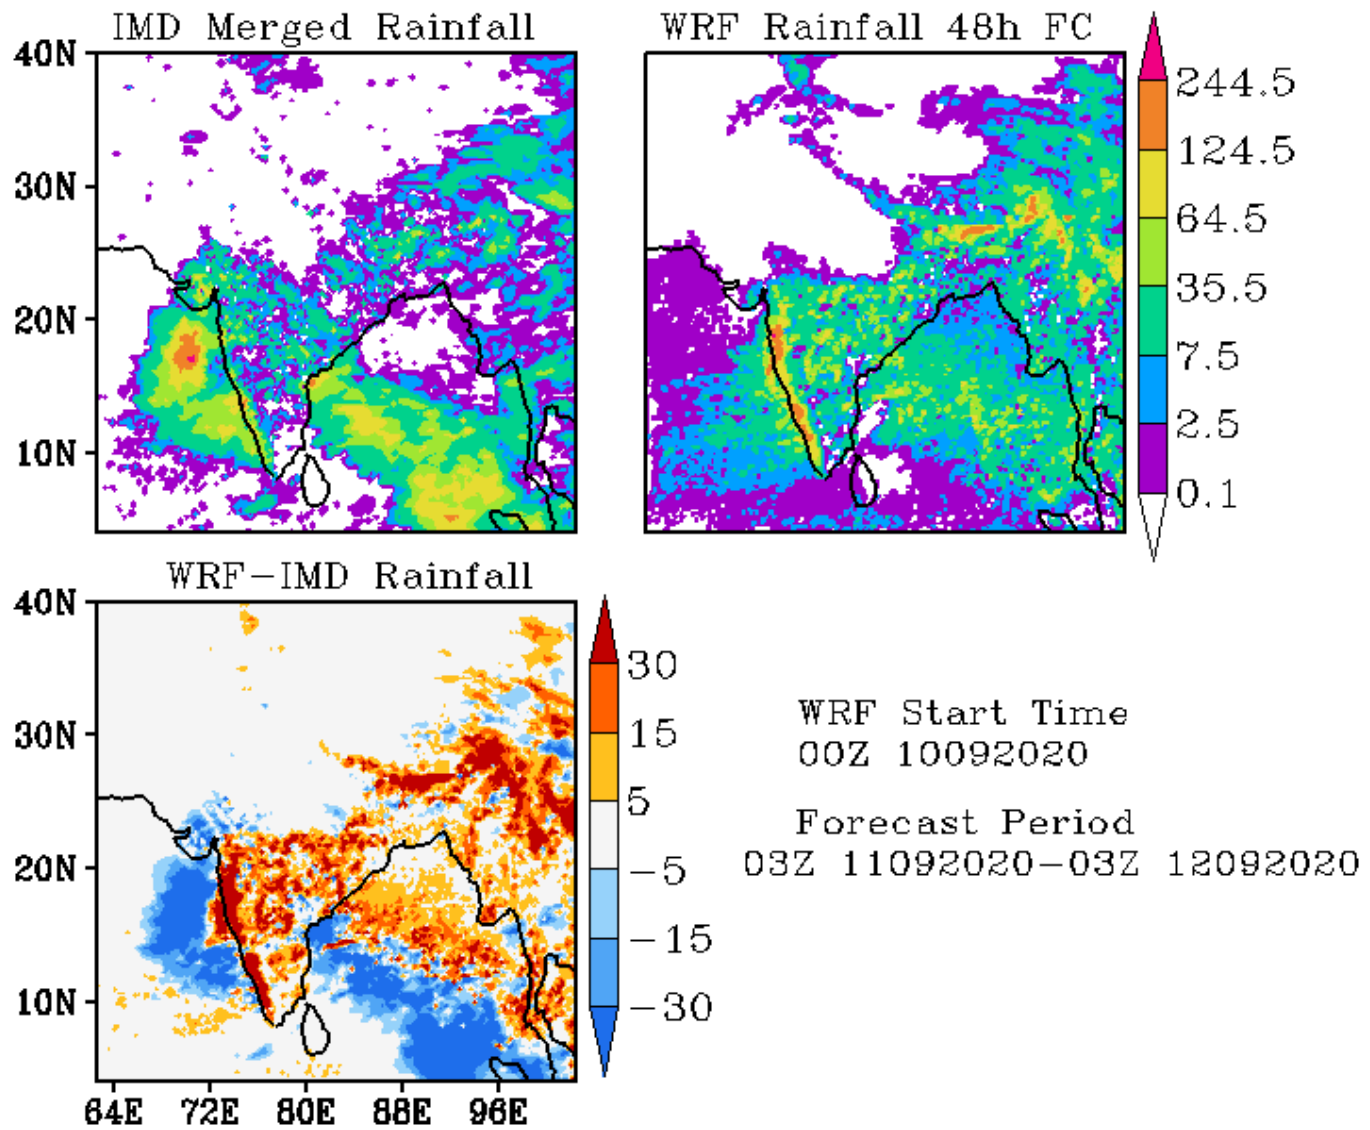 IMD Merged Rainfall
WRF Rainfall 48h FC
40N
30N
20N
10N
244.5
124.5
64.5
35.5
7.5
2.5
0.1
WRF-IMD Rainfall
40N
30N
20N
10N
64E 72E 80E 88E 96E
30
15
5
-5
-15
-30
WRF Start Time
00Z 10092020
Forecast Period
03Z 11092020-03Z 12092020